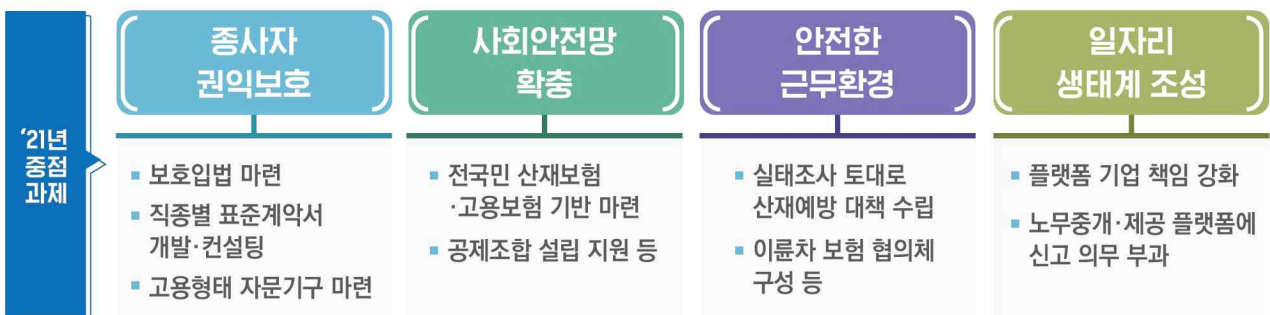 '21년
중점
과제
종사자
권익보호
▪ 보호입법 마련
▪ 직종별 표준계약서
개발·컨설팅
▪ 고용형태 자문기구 마련
사회안전망
확충
▪ 전국민 산재보험
·고용보험 기반 마련
▪ 공제조합 설립 지원 등
안전한
근무환경
▪ 실태조사 토대로
산재예방 대책 수립
▪ 이륜차 보험 협의체
구성 등
일자리
생태계 조성
▪ 플랫폼 기업 책임 강화
▪ 노무중개·제공 플랫폼에
신고 의무 부과